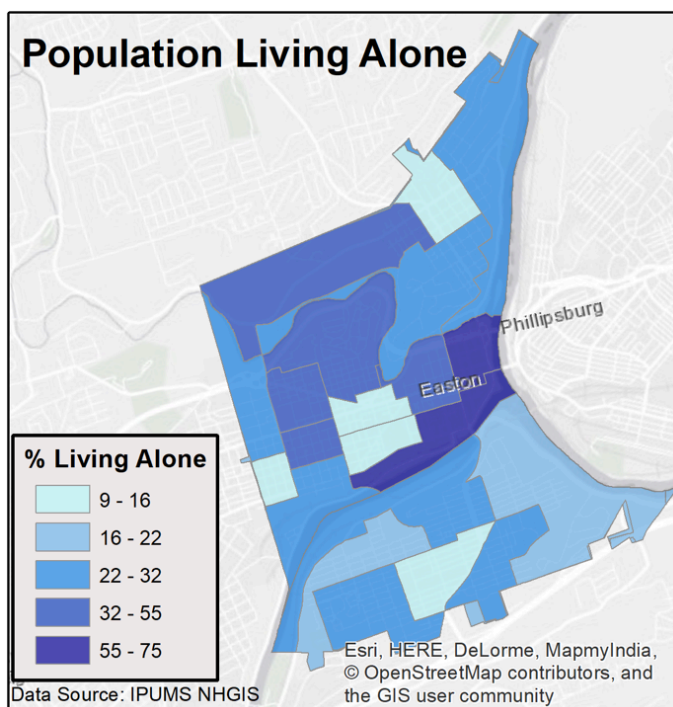 Population Living Alone
Phillipsburg
Easton
% Living Alone
9 - 16
16 - 22
22 - 32
32 - 55
55 - 75
Data Source: IPUMS NHGIS
Esri, HERE, DeLorme, MapmyIndia,
© OpenStreetMap contributors, and
the GIS user community